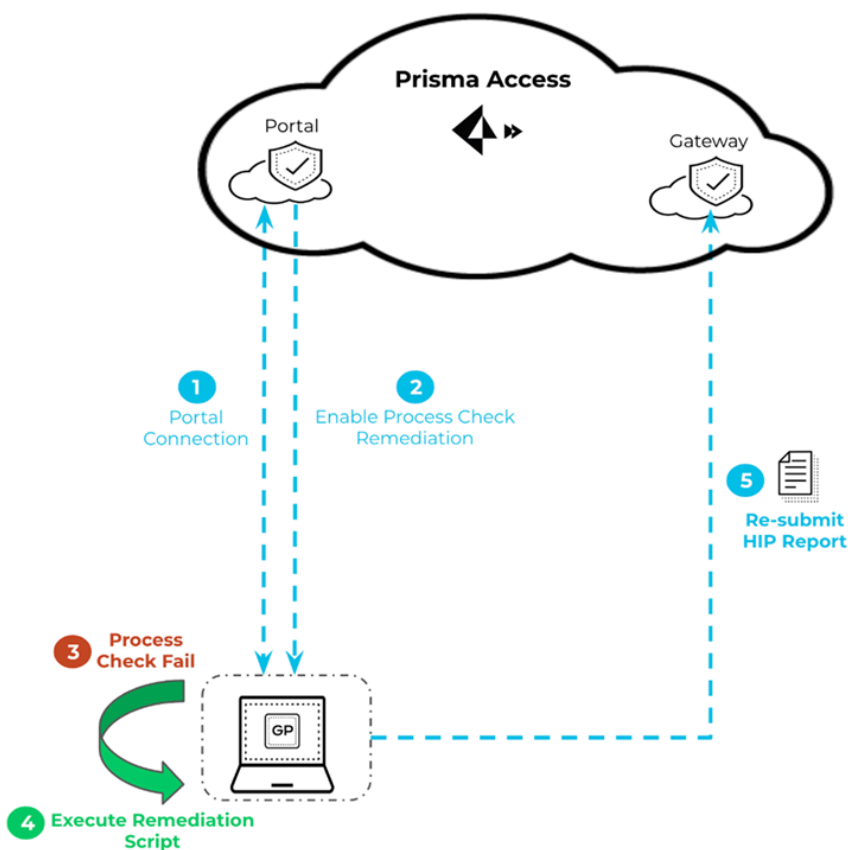 Prisma Access
Portal
Gateway
1
Portal
Connection
2
Enable Process Check
Remediation
5
Re-submit
HIP Report
3
Process
Check Fail
GP
4
Execute Remediation
Script